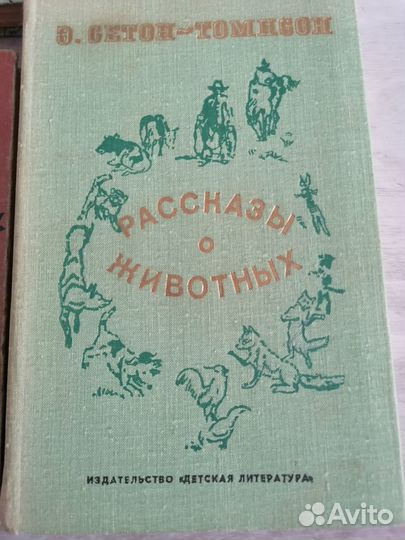 Э. СЕТОН-ТОМПСОН
РАССКАЗЫ
О
ЖИВОТНЫХ
ИЗДАТЕЛЬСТВО «ДЕТСКАЯ ЛИТЕРАТУРА»
Avito